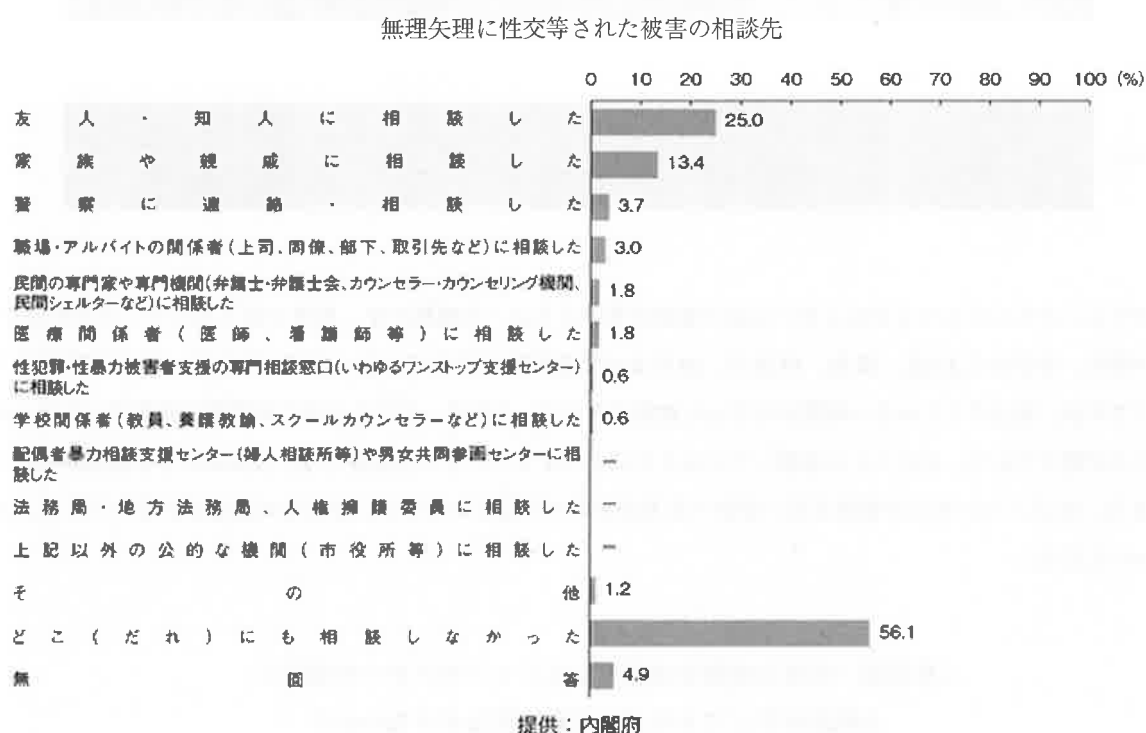 無理矢理に性交等された被害の相談先
0 10 20 30 40 50 60 70 80 90 100 (%)
友人・知人に相談した 25.0
家族や親戚に相談した 13.4
警察に連絡・相談した 3.7
職場・アルバイトの関係者(上司、同僚、部下、取引先など)に相談した 3.0
民間の専門家や専門機関(弁護士・弁護士会、カウンセラー・カウンセリング機関、
民間シェルターなど)に相談した 1.8
医療関係者(医師、看護師等)に相談した 1.8
性犯罪・性暴力被害者支援の専門相談窓口(いわゆるワンストップ支援センター)
に相談した 0.6
学校関係者(教員、養護教諭、スクールカウンセラーなど)に相談した 0.6
配偶者暴力相談支援センター(婦人相談所等)や男女共同参画センターに相
談した －
法務局・地方法務局、人権擁護委員に相談した －
上記以外の公的な機関(市役所等)に相談した －
その他 1.2
どこ(だれ)にも相談しなかった 56.1
無回答 4.9
提供：内閣府